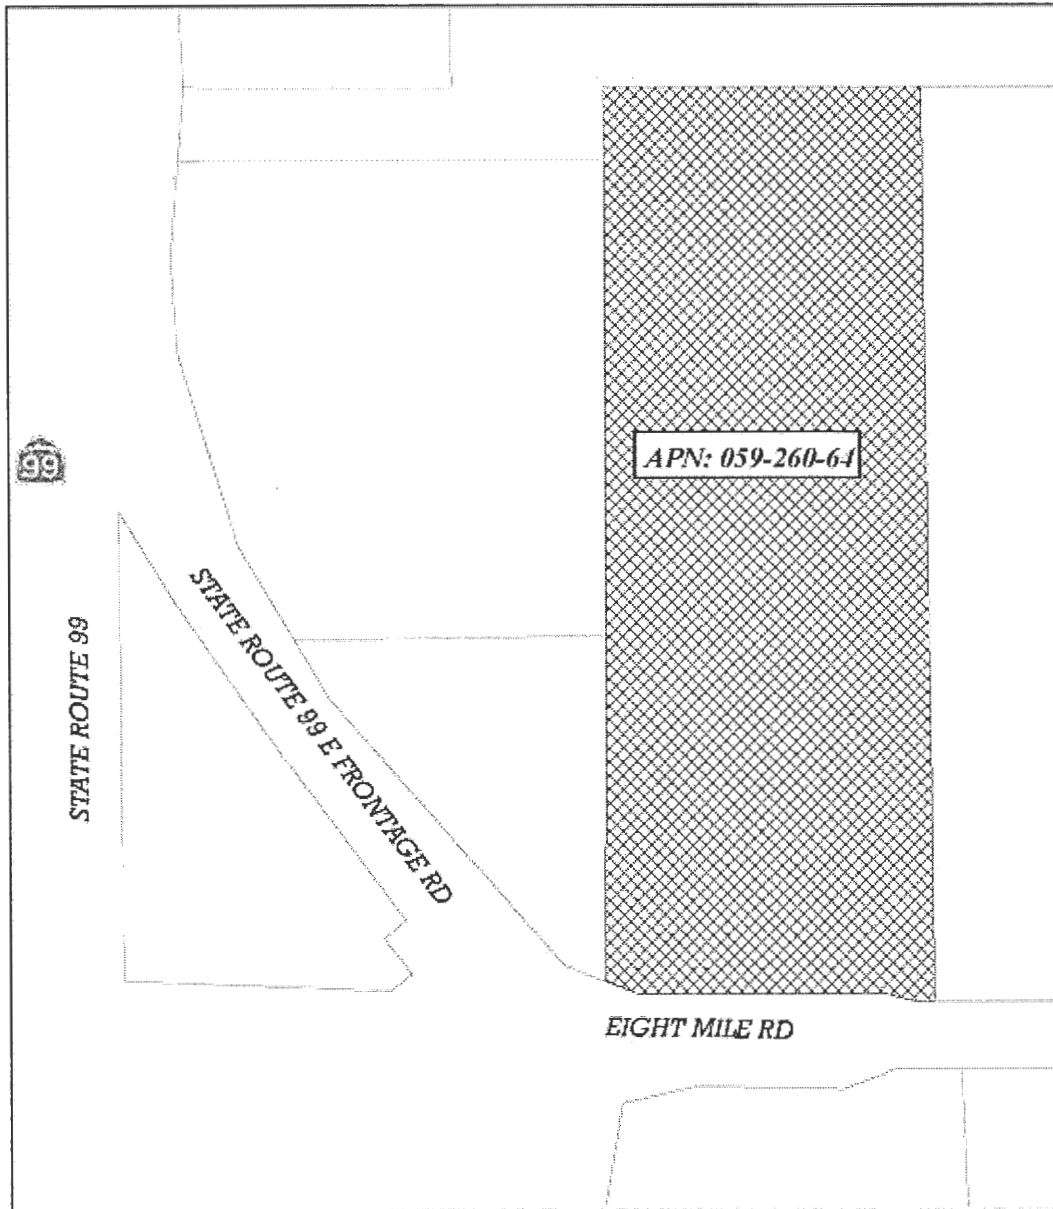 APN: 059-260-64
99
STATE ROUTE 99
STATE ROUTE 99 E FRONTAGE RD
EIGHT MILE RD